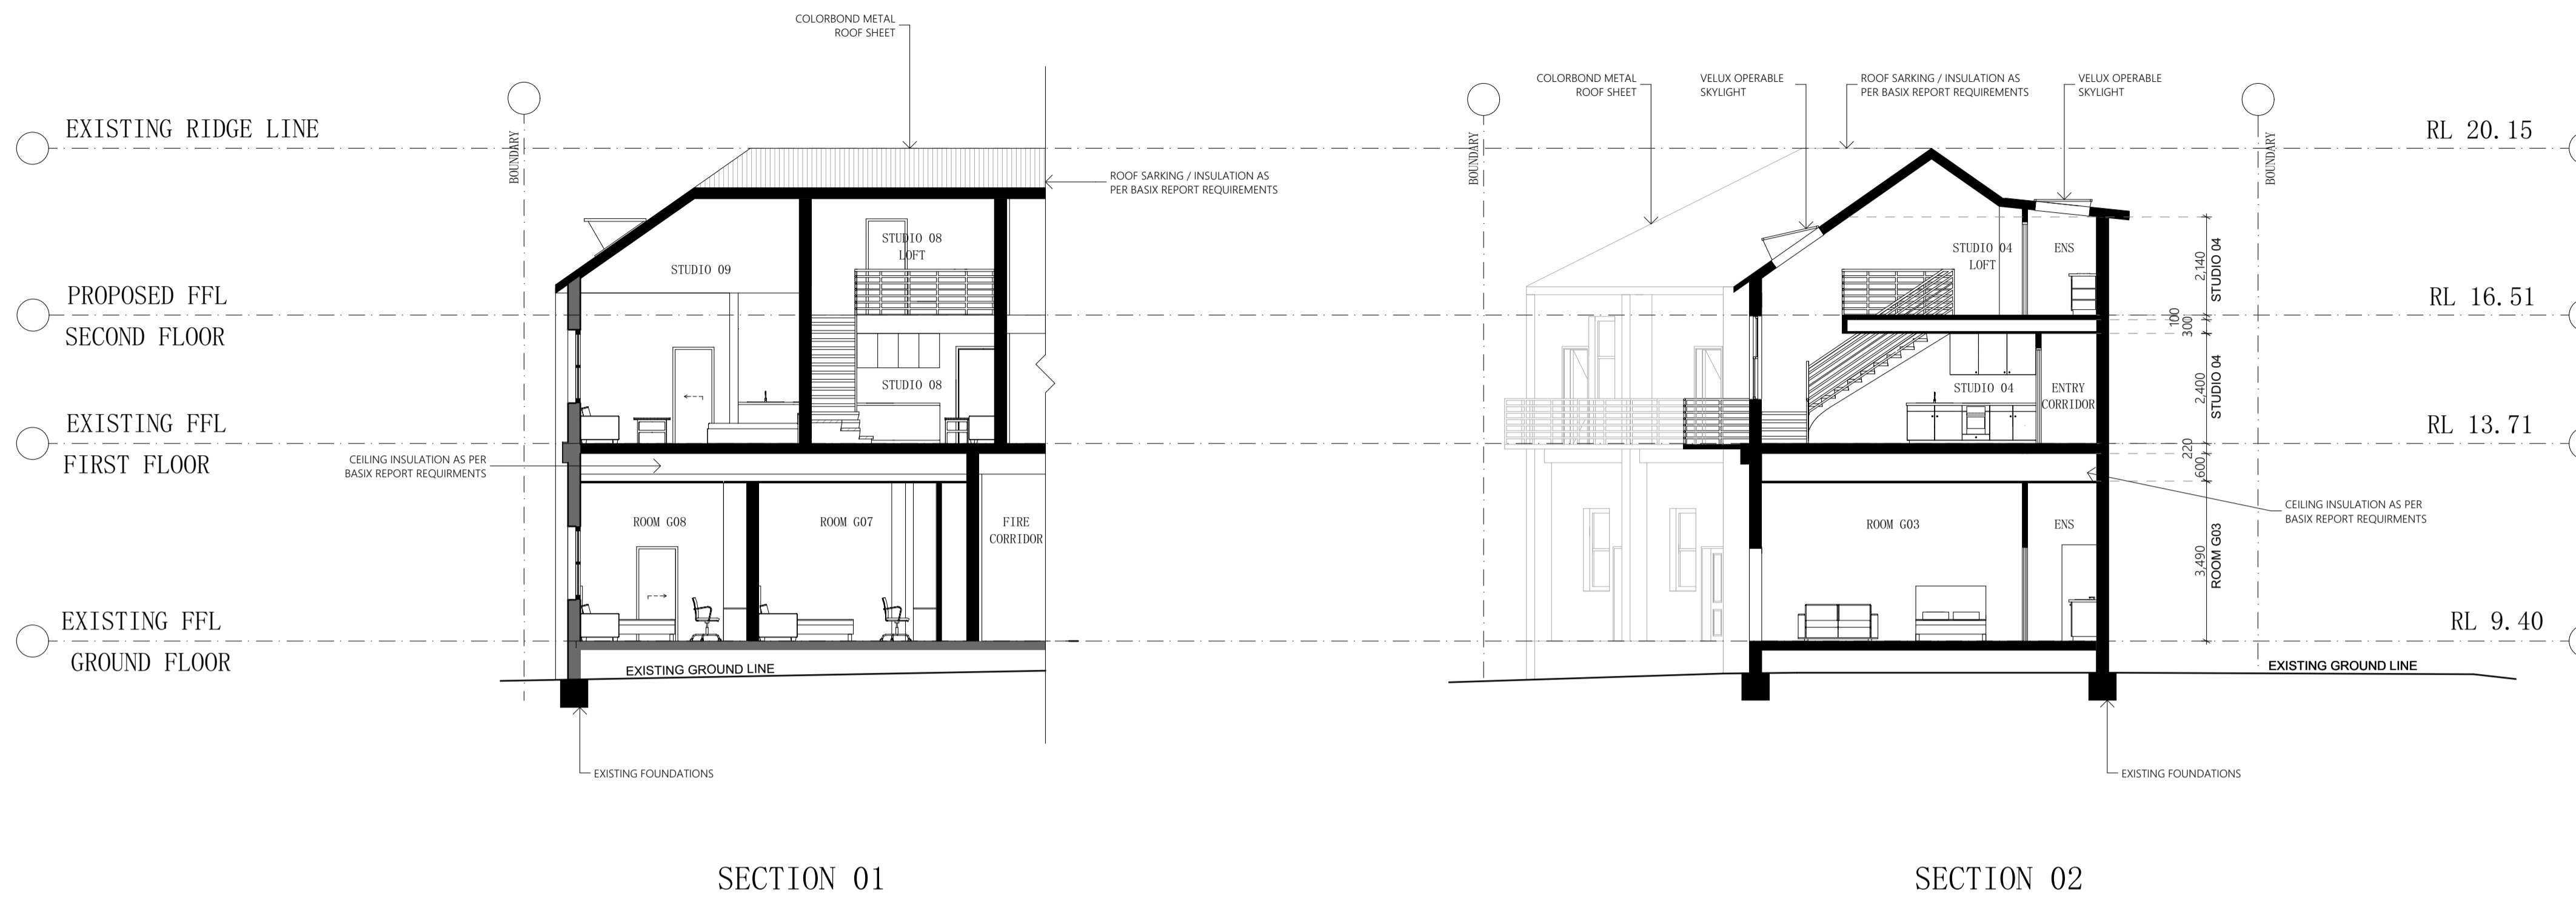 COLORBOND METAL
ROOF SHEET
COLORBOND METAL
ROOF SHEET
VELUX OPERABLE
SKYLIGHT
ROOF SARKING / INSULATION AS
PER BASIX REPORT REQUIREMENTS
VELUX OPERABLE
SKYLIGHT
EXISTING RIDGE LINE
BOUNDARY
BOUNDARY
BOUNDARY
RL 20.15
ROOF SARKING / INSULATION AS
PER BASIX REPORT REQUIREMENTS
STUDIO 09
STUDIO 08
LOFT
STUDIO 04
LOFT
ENS
2,140
STUDIO 04
PROPOSED FFL
SECOND FLOOR
RL 16.51
100
300
STUDIO 08
STUDIO 04
ENTRY
CORRIDOR
2,400
STUDIO 04
EXISTING FFL
FIRST FLOOR
RL 13.71
220
600
CEILING INSULATION AS PER
BASIX REPORT REQUIRMENTS
CEILING INSULATION AS PER
BASIX REPORT REQUIRMENTS
ROOM G08
ROOM G07
FIRE
CORRIDOR
ROOM G03
ENS
3,490
ROOM G03
EXISTING FFL
GROUND FLOOR
RL 9.40
EXISTING GROUND LINE
EXISTING GROUND LINE
EXISTING FOUNDATIONS
EXISTING FOUNDATIONS
SECTION 01
SECTION 02